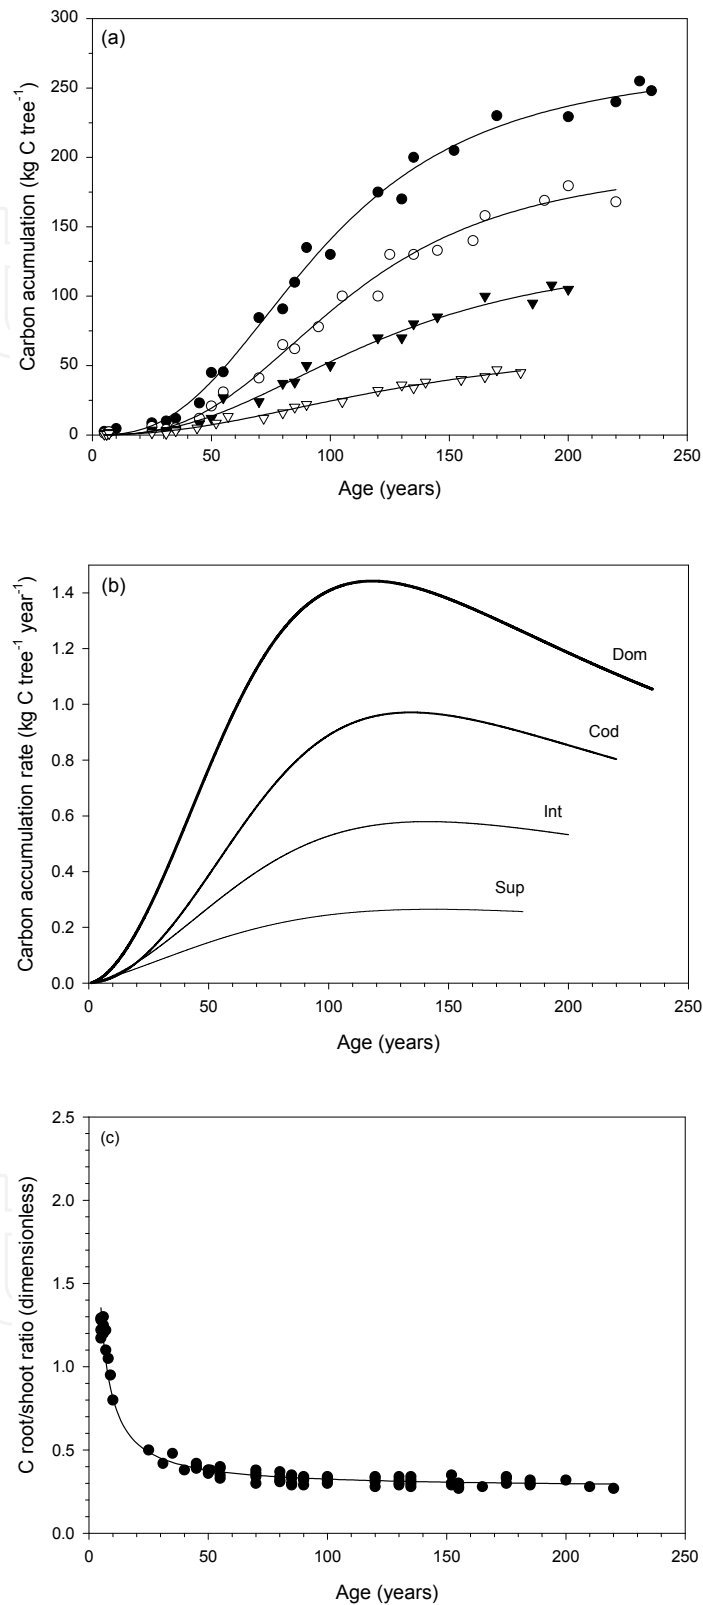 (a)
Carbon acumulation (kg C tree⁻¹)
300
250
200
150
100
50
0
0 50 100 150 200 250
Age (years)
(b)
Carbon accumulation rate (kg C tree⁻¹ year⁻¹)
1.4
1.2
1.0
0.8
0.6
0.4
0.2
0.0
Dom
Cod
Int
Sup
0 50 100 150 200 250
Age (years)
(c)
C root/shoot ratio (dimensionless)
2.5
2.0
1.5
1.0
0.5
0.0
0 50 100 150 200 250
Age (years)